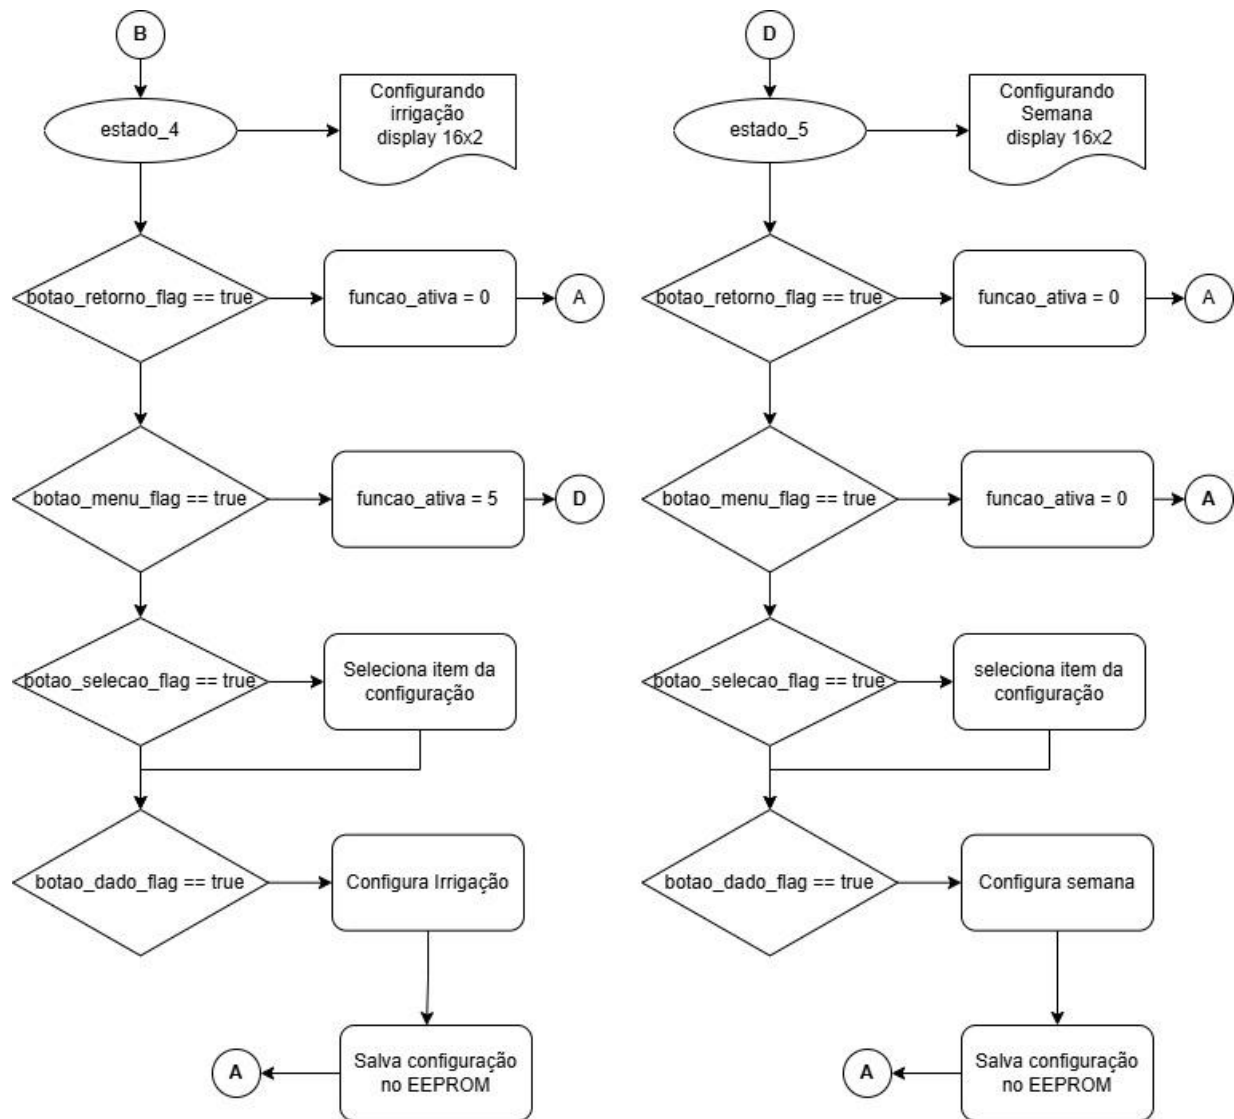 B
estado_4
Configurando
irrigação
display 16x2
botao_retorno_flag == true
funcao_ativa = 0
A
botao_menu_flag == true
funcao_ativa = 5
D
botao_selecao_flag == true
Seleciona item da
configuração
botao_dado_flag == true
Configura Irrigação
Salva configuração
no EEPROM
A
D
estado_5
Configurando
Semana
display 16x2
botao_retorno_flag == true
funcao_ativa = 0
A
botao_menu_flag == true
funcao_ativa = 0
A
botao_selecao_flag == true
seleciona item da
configuração
botao_dado_flag == true
Configura semana
Salva configuração
no EEPROM
A